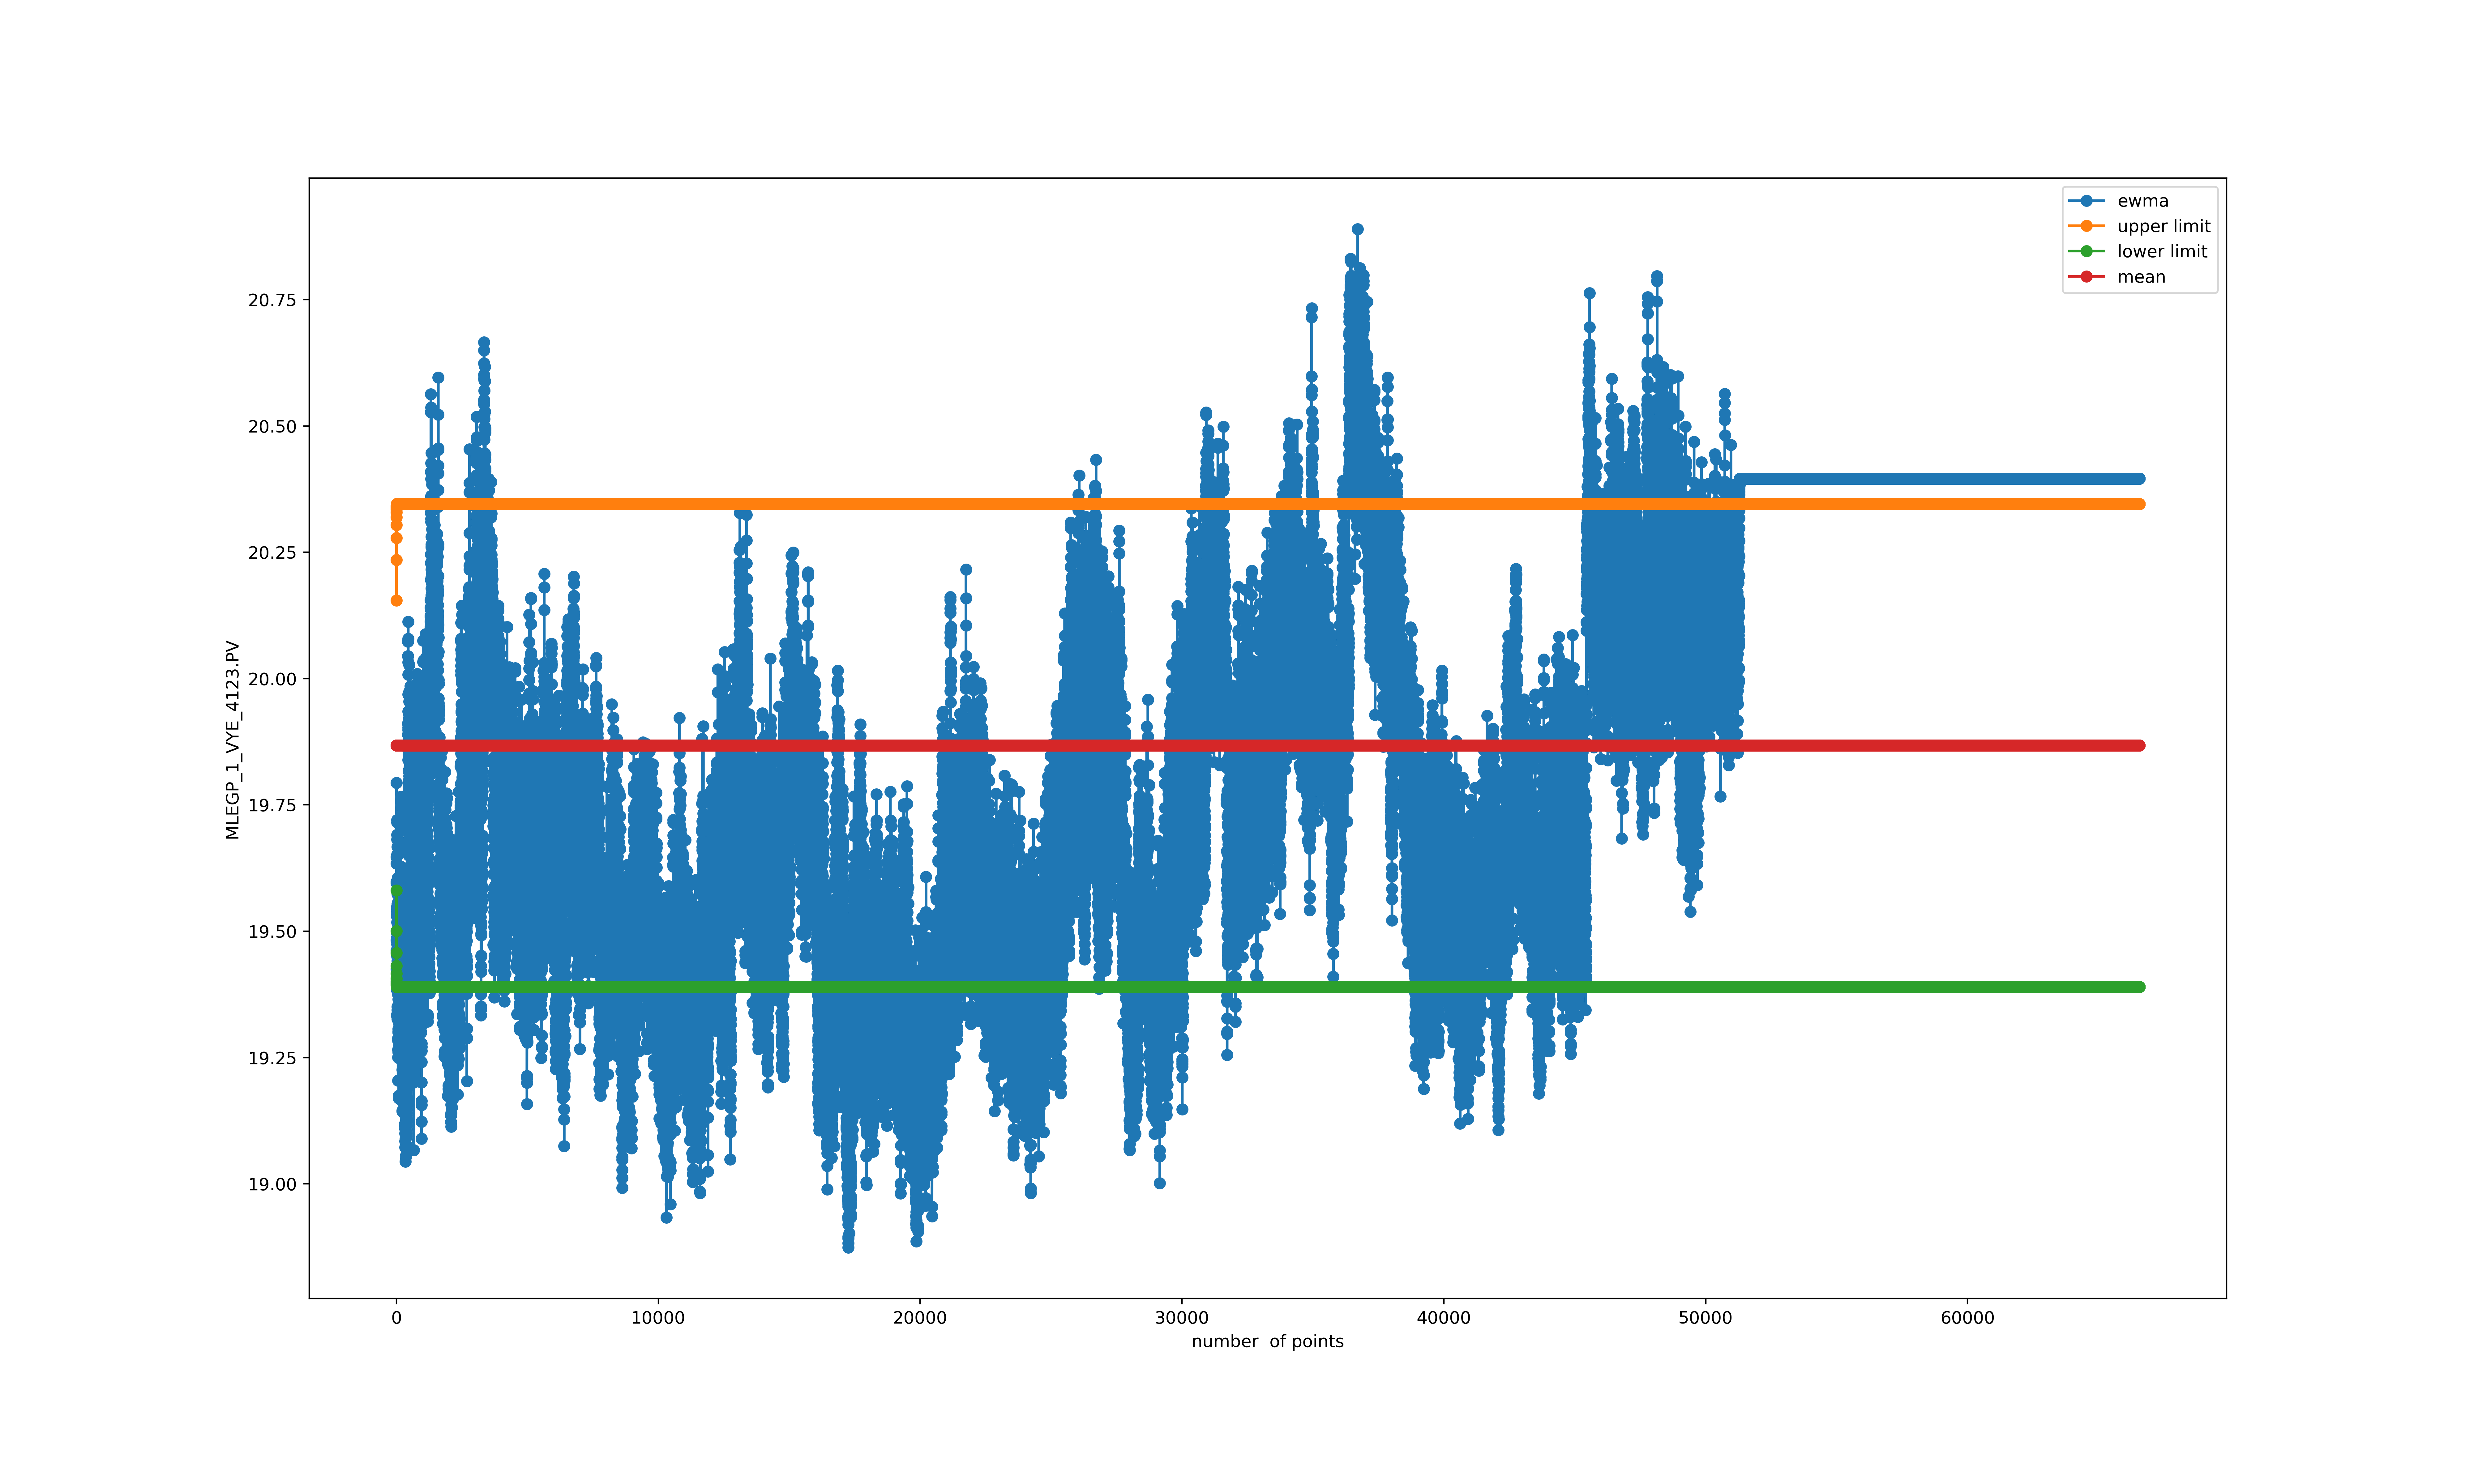 ewma
upper limit
lower limit
mean
20.75
20.50
20.25
20.00
19.75
19.50
19.25
19.00
MLEGP_1_VYE_4123.PV
0 10000 20000 30000 40000 50000 60000
number  of points